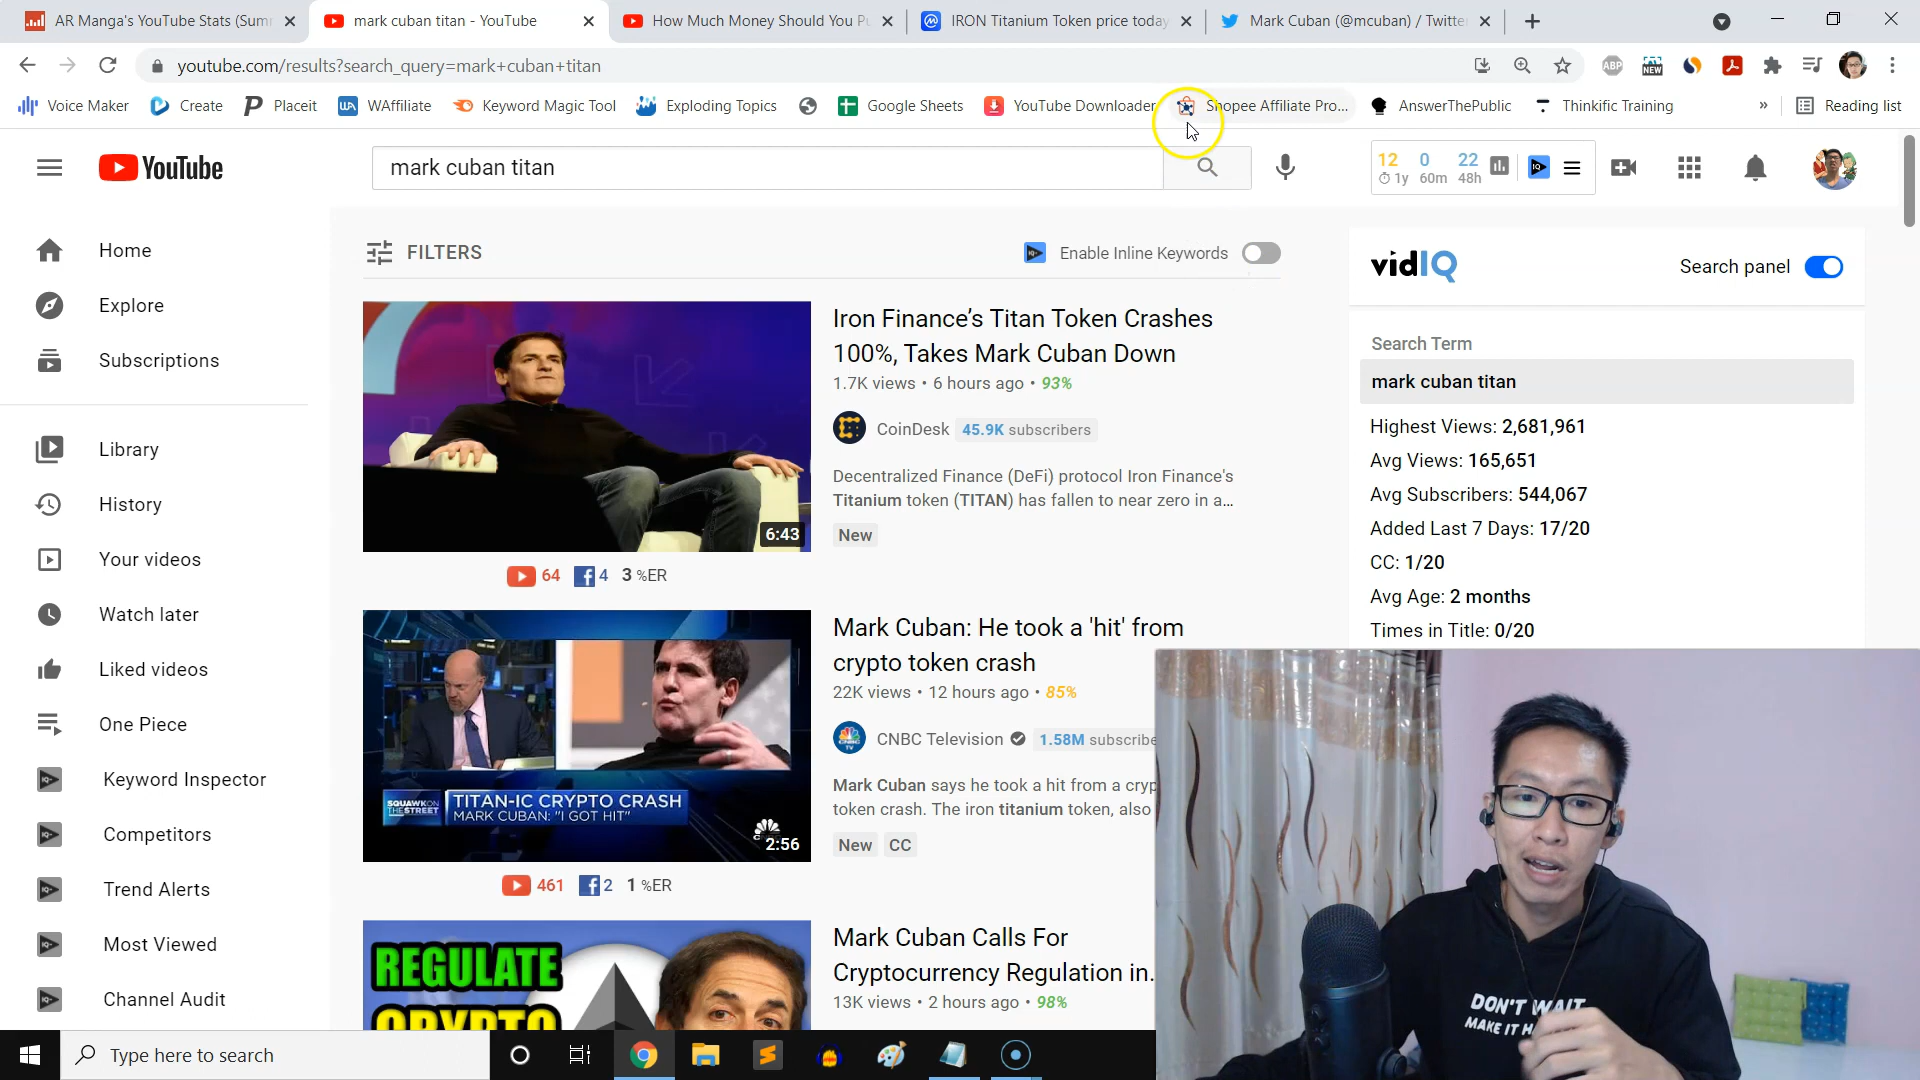 AR Manga's YouTube Stats (Sum
mark cuban titan - YouTube
How Much Money Should You P
IRON Titanium Token price today
Mark Cuban (@mcuban) / Twitte
youtube.com/results?search_query=mark+cuban+titan
ABP
NEW
Voice Maker
Create
Placeit
WAffiliate
Keyword Magic Tool
Exploding Topics
Google Sheets
YouTube Downloader
Shopee Affiliate Pro...
AnswerThePublic
Thinkific Training
»
Reading list
YouTube
mark cuban titan
12 0 22
1y 60m 48h
Home
Explore
Subscriptions
Library
History
Your videos
Watch later
Liked videos
One Piece
Keyword Inspector
Competitors
Trend Alerts
Most Viewed
Channel Audit
FILTERS
Enable Inline Keywords
6:43
Iron Finance’s Titan Token Crashes
100%, Takes Mark Cuban Down
1.7K views • 6 hours ago • 93%
CoinDesk 45.9K subscribers
Decentralized Finance (DeFi) protocol Iron Finance's
Titanium token (TITAN) has fallen to near zero in a...
New
64 4 3 %ER
SQUAWK ON
THE STREET
TITAN-IC CRYPTO CRASH
MARK CUBAN: "I GOT HIT"
2:56
Mark Cuban: He took a 'hit' from
crypto token crash
22K views • 12 hours ago • 85%
CNBC Television 1.58M subscribe
Mark Cuban says he took a hit from a cryp
token crash. The iron titanium token, also
New CC
461 2 1 %ER
REGULATE
CRYPTO
Mark Cuban Calls For
Cryptocurrency Regulation in.
13K views • 2 hours ago • 98%
vidIQ
Search panel
Search Term
mark cuban titan
Highest Views: 2,681,961
Avg Views: 165,651
Avg Subscribers: 544,067
Added Last 7 Days: 17/20
CC: 1/20
Avg Age: 2 months
Times in Title: 0/20
DON'T WAIT
MAKE IT H
Type here to search